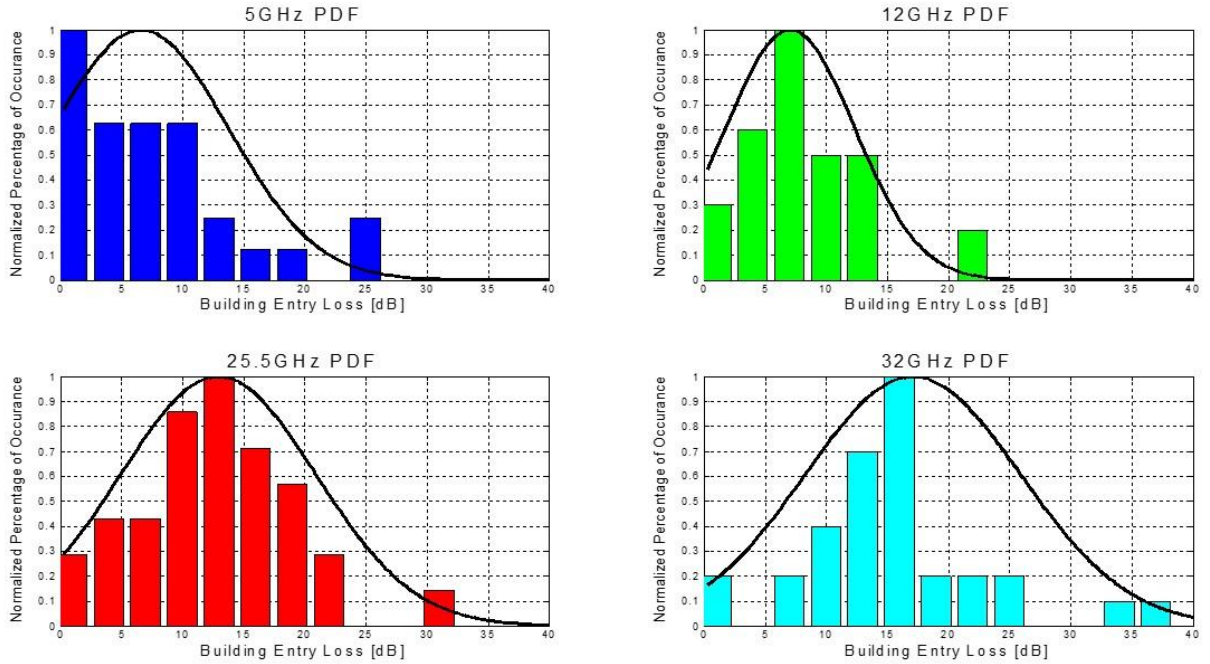 5GHz PDF
Normalized Percentage of Occurance
1
0.9
0.8
0.7
0.6
0.5
0.4
0.3
0.2
0.1
0
0 5 10 15 20 25 30 35 40
Building Entry Loss [dB]
12GHz PDF
Normalized Percentage of Occurance
1
0.9
0.8
0.7
0.6
0.5
0.4
0.3
0.2
0.1
0
0 5 10 15 20 25 30 35 40
Building Entry Loss [dB]
25.5GHz PDF
Normalized Percentage of Occurance
1
0.9
0.8
0.7
0.6
0.5
0.4
0.3
0.2
0.1
0
0 5 10 15 20 25 30 35 40
Building Entry Loss [dB]
32GHz PDF
Normalized Percentage of Occurance
1
0.9
0.8
0.7
0.6
0.5
0.4
0.3
0.2
0.1
0
0 5 10 15 20 25 30 35 40
Building Entry Loss [dB]